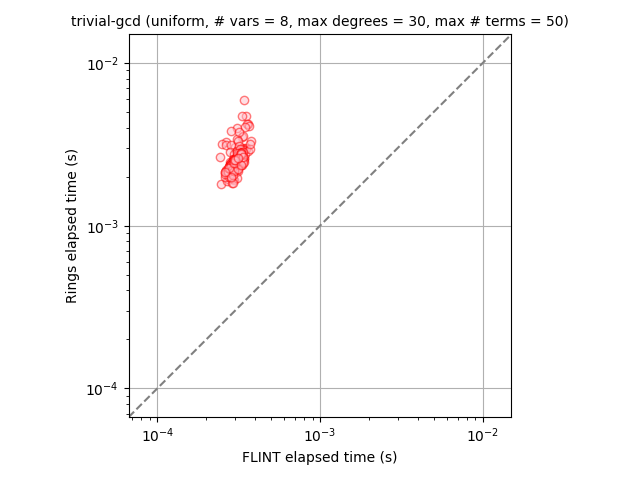 trivial-gcd (uniform, # vars = 8, max degrees = 30, max # terms = 50)
10⁻²
10⁻³
10⁻⁴
Rings elapsed time (s)
10⁻⁴ 10⁻³ 10⁻²
FLINT elapsed time (s)